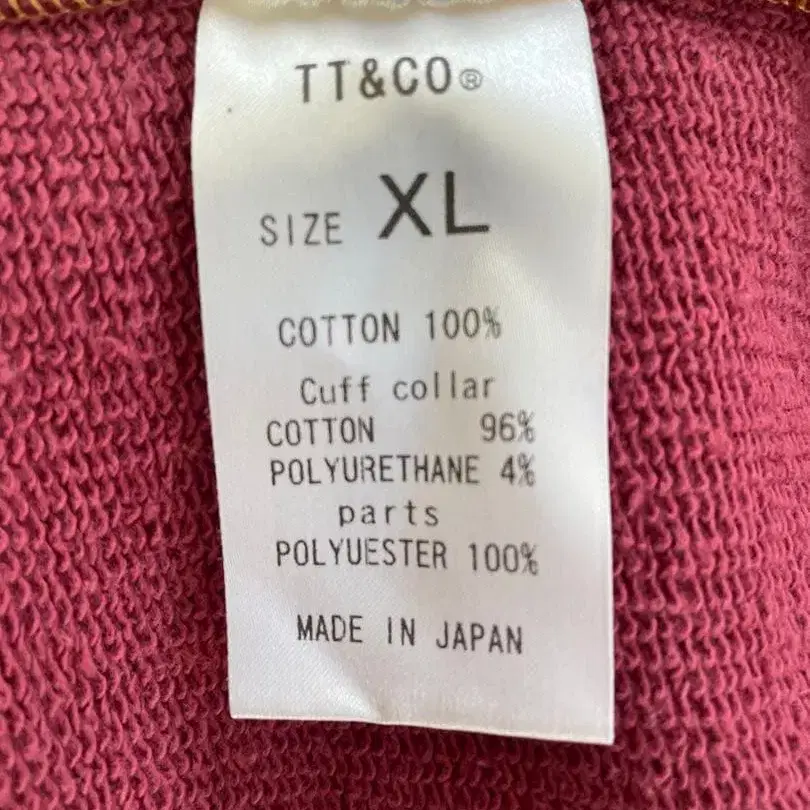 TT&CO®
SIZE XL
COTTON 100%
Cuff collar
COTTON 96%
POLYURETHANE 4%
parts
POLYUESTER 100%
MADE IN JAPAN